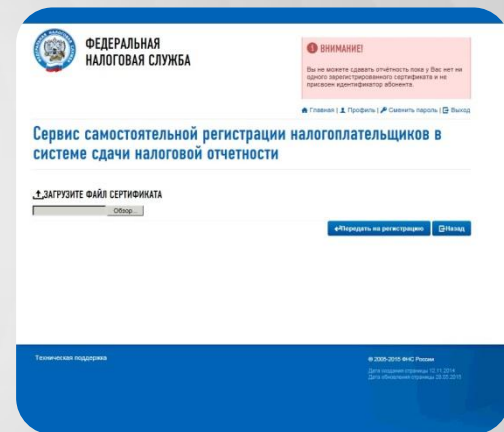 ФЕДЕРАЛЬНАЯ
НАЛОГОВАЯ СЛУЖБА
ВНИМАНИЕ!
Вы не можете сдавать отчётность пока у Вас нет ни
одного зарегистрированного сертификата и не
присвоен идентификатор абонента.
Главная | Профиль | Сменить пароль | Выход
Сервис самостоятельной регистрации налогоплательщиков в
системе сдачи налоговой отчетности
ЗАГРУЗИТЕ ФАЙЛ СЕРТИФИКАТА
Обзор...
Передать на регистрацию
Назад
Техническая поддержка
© 2005-2015 ФНС России
Дата создания страницы 12.11.2014
Дата обновления страницы 28.05.2015